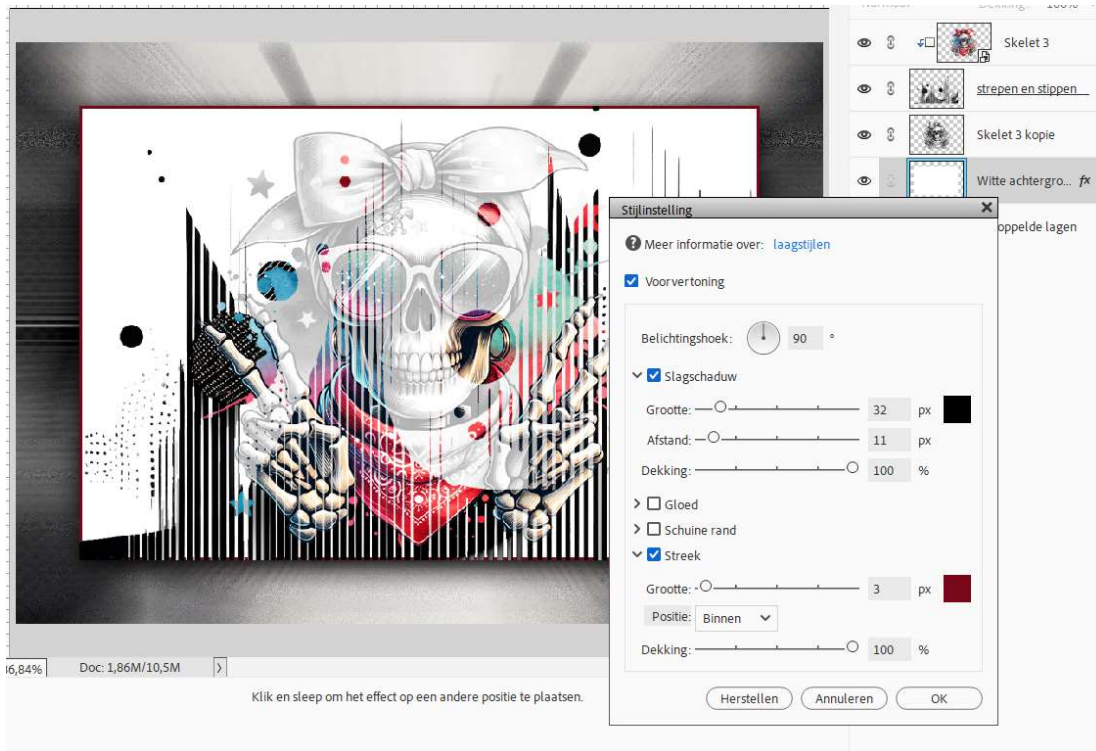 Skelet 3
strepen en stippen
Skelet 3 kopie
Witte achtergro... fx
oppelde lagen
Stijlinstelling
Meer informatie over: laagstijlen
Voorvertoning
Belichtingshoek: 90 °
Slagschaduw
Grootte: 32 px
Afstand: 11 px
Dekking: 100 %
Gloed
Schuine rand
Streek
Grootte: 3 px
Positie: Binnen
Dekking: 100 %
Herstellen Annuleren OK
36,84% Doc: 1,86M/10,5M
Klik en sleep om het effect op een andere positie te plaatsen.